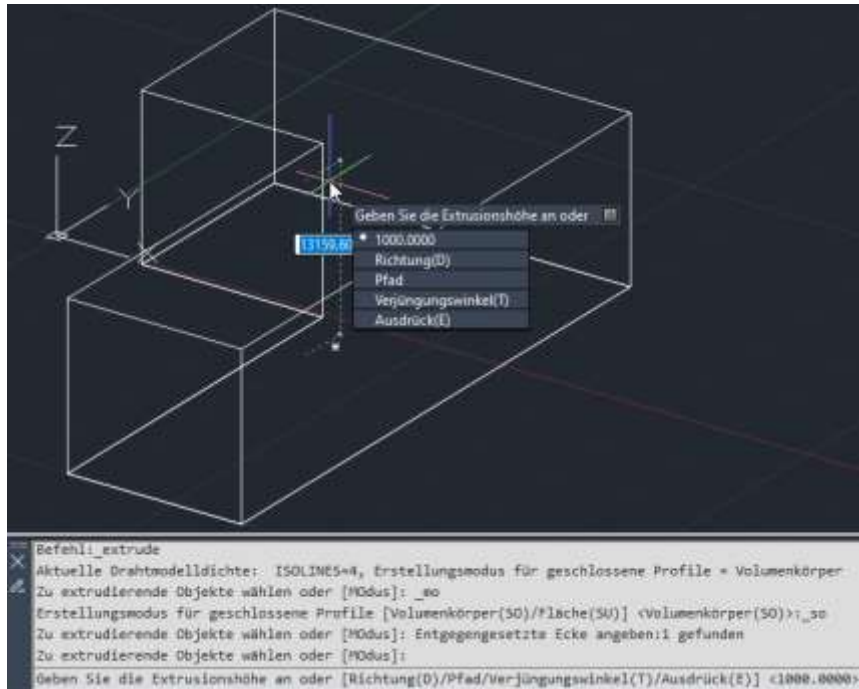 Z
Y
X
Geben Sie die Extrusionshöhe an oder
13159,60
1000.0000
Richtung(D)
Pfad
Verjüngungswinkel(T)
Ausdrück(E)
Befehl:_extrude
Aktuelle Drahtmodelldichte: ISOLINES=4, Erstellungsmodus für geschlossene Profile = Volumenkörper
Zu extrudierende Objekte wählen oder [MOdus]: _mo
Erstellungsmodus für geschlossene Profile [Volumenkörper(SO)/Fläche(SU)] <Volumenkörper(SO)>:_so
Zu extrudierende Objekte wählen oder [MOdus]: Entgegengesetzte Ecke angeben:1 gefunden
Zu extrudierende Objekte wählen oder [MOdus]:
Geben Sie die Extrusionshöhe an oder [Richtung(D)/Pfad/Verjüngungswinkel(T)/Ausdrück(E)] <1000.0000>